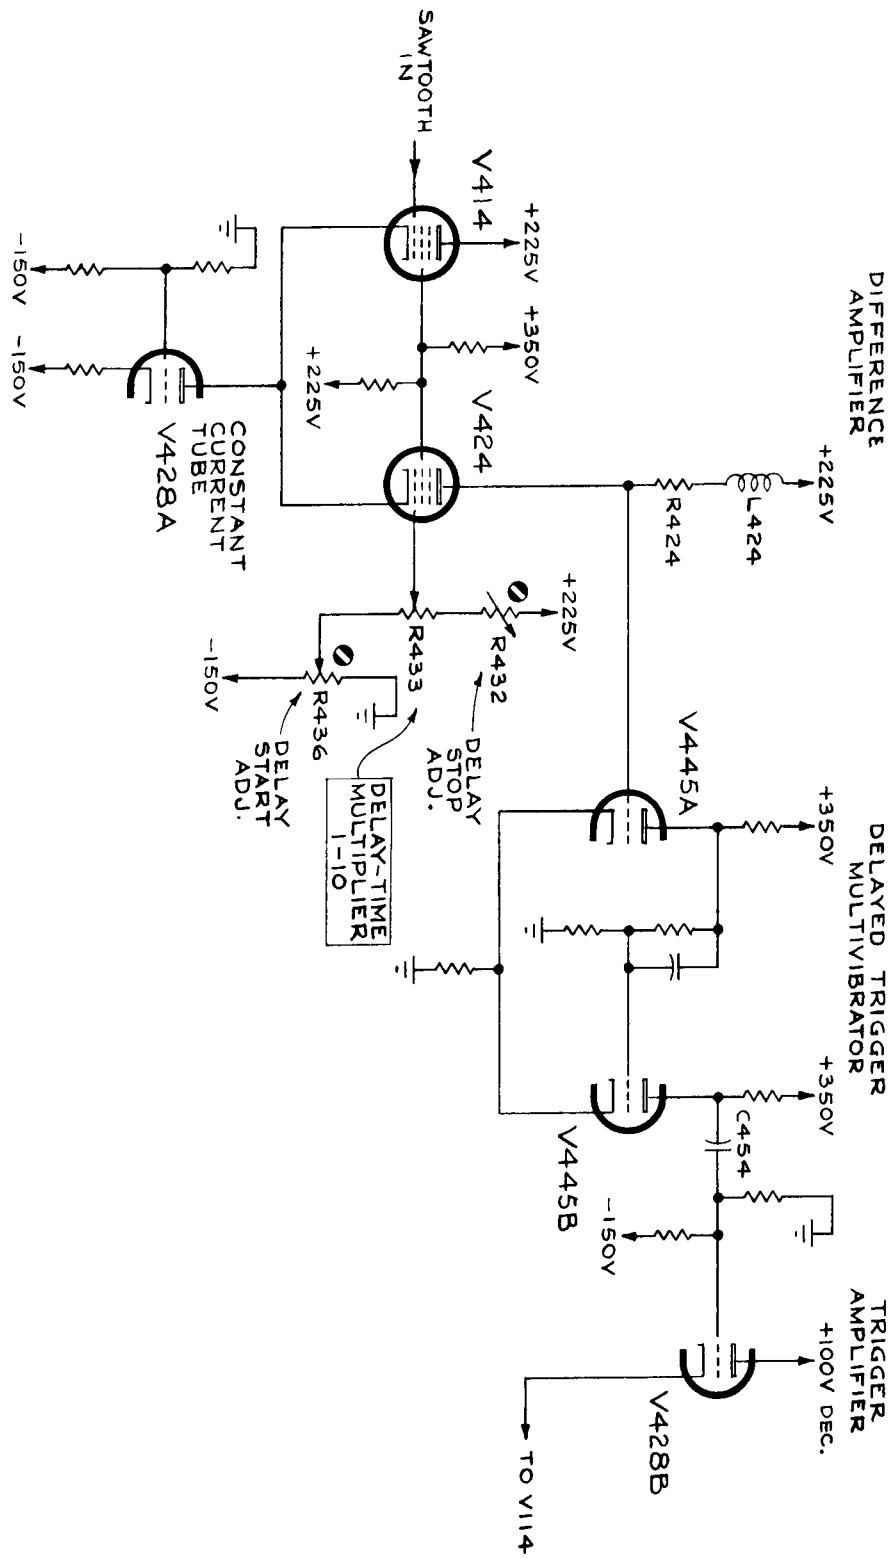 DIFFERENCE
AMPLIFIER
DELAYED TRIGGER
MULTIVIBRATOR
TRIGGER
AMPLIFIER
+225V
L424
R424
+350V
+350V
C454
+100V DEC.
+225V
+350V
V414
V424
SAWTOOTH
IN
+225V
+225V
R432
R433
R436
-150V
DELAY
STOP
ADJ.
DELAY-TIME
MULTIPLIER
1-10
DELAY
START
ADJ.
V445A
V445B
-150V
V428B
TO V114
CONSTANT
CURRENT
TUBE
V428A
-150V
-150V